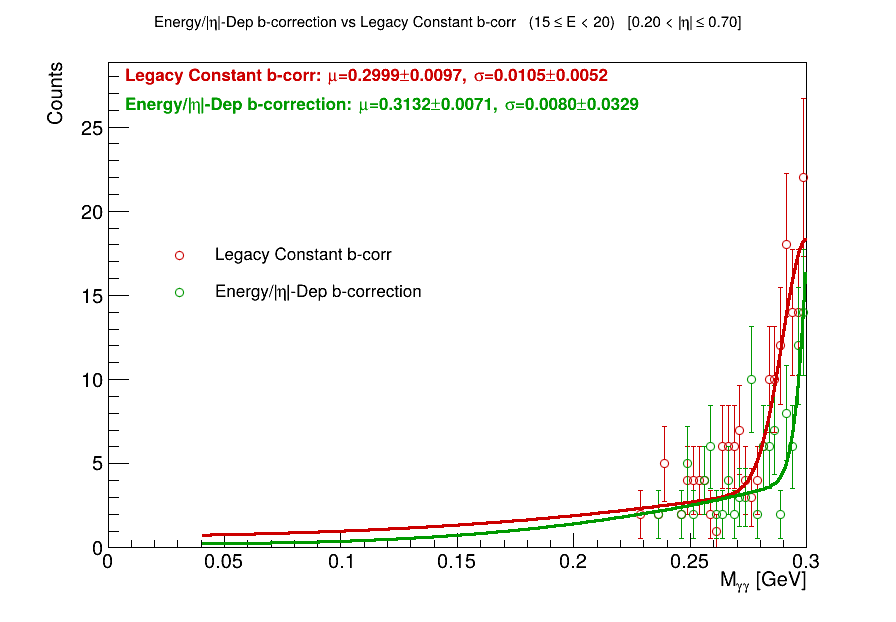 Energy/|η|-Dep b-correction vs Legacy Constant b-corr (15 ≤ E < 20) [0.20 < |η| ≤ 0.70]
Legacy Constant b-corr: μ=0.2999±0.0097, σ=0.0105±0.0052
Energy/|η|-Dep b-correction: μ=0.3132±0.0071, σ=0.0080±0.0329
Counts
25
20
Legacy Constant b-corr
Energy/|η|-Dep b-correction
15
10
5
0
0 0.05 0.1 0.15 0.2 0.25 0.3
Mγγ [GeV]